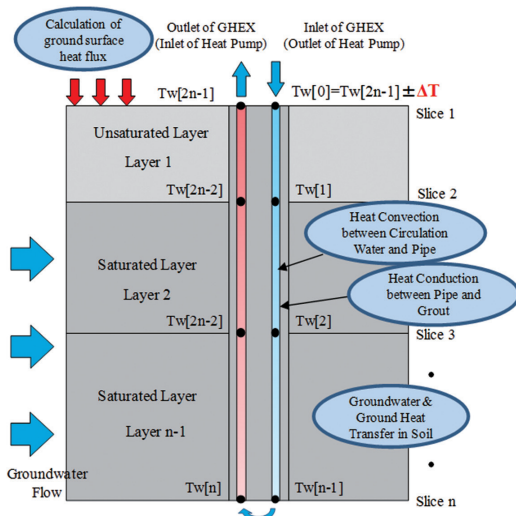 Calculation of
ground surface
heat flux
Outlet of GHEX
(Inlet of Heat Pump)
Inlet of GHEX
(Outlet of Heat Pump)
Tw[2n-1]
Tw[0]=Tw[2n-1] ± ΔT
Slice 1
Unsaturated Layer
Layer 1
Tw[2n-2]
Tw[1]
Slice 2
Heat Convection
between Circulation
Water and Pipe
Saturated Layer
Layer 2
Heat Conduction
between Pipe and
Grout
Tw[2n-2]
Tw[2]
Slice 3
Saturated Layer
Layer n-1
Groundwater &
Ground Heat
Transfer in Soil
Groundwater
Flow
Tw[n]
Tw[n-1]
Slice n